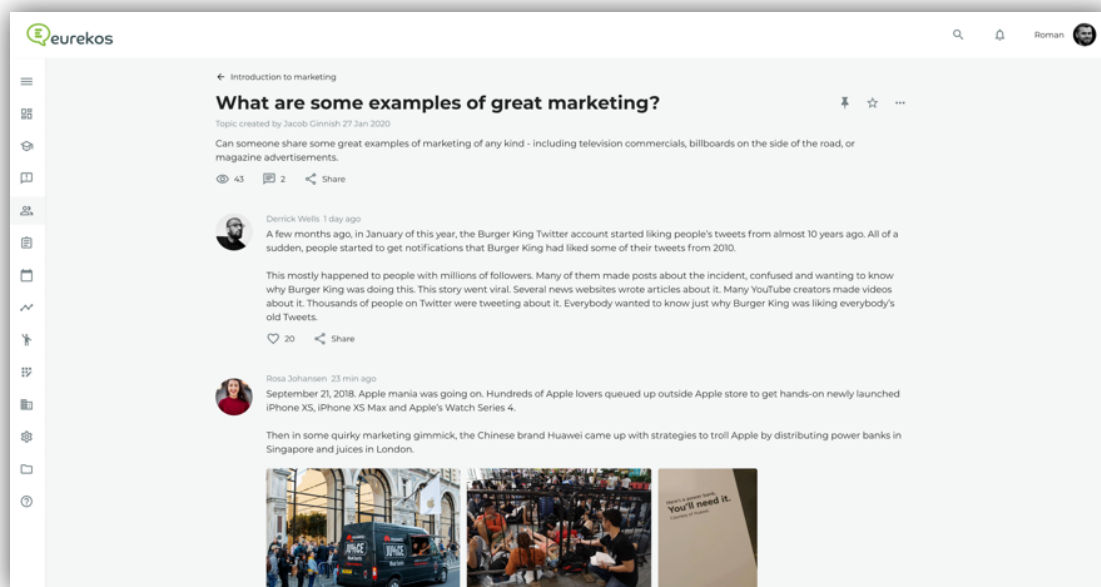 eurekos
Roman
Introduction to marketing
What are some examples of great marketing?
Topic created by Jacob Ginnish 27 Jan 2020
Can someone share some great examples of marketing of any kind - including television commercials, billboards on the side of the road, or
magazine advertisements.
43 2 Share
Derrick Wells 1 day ago
A few months ago, in January of this year, the Burger King Twitter account started liking people's tweets from almost 10 years ago. All of a
sudden, people started to get notifications that Burger King had liked some of their tweets from 2010.
This mostly happened to people with millions of followers. Many of them made posts about the incident, confused and wanting to know
why Burger King was doing this. This story went viral. Several news websites wrote articles about it. Many YouTube creators made videos
about it. Thousands of people on Twitter were tweeting about it. Everybody wanted to know just why Burger King was liking everybody's
old Tweets.
20 Share
Rosa Johansen 23 min ago
September 21, 2018. Apple mania was going on. Hundreds of Apple lovers queued up outside Apple store to get hands-on newly launched
iPhone XS, iPhone XS Max and Apple's Watch Series 4.
Then in some quirky marketing gimmick, the Chinese brand Huawei came up with strategies to troll Apple by distributing power banks in
Singapore and juices in London.
JU%CE
JU%CE
Here's a power bank.
You'll need it.
Courtesy of Huawei